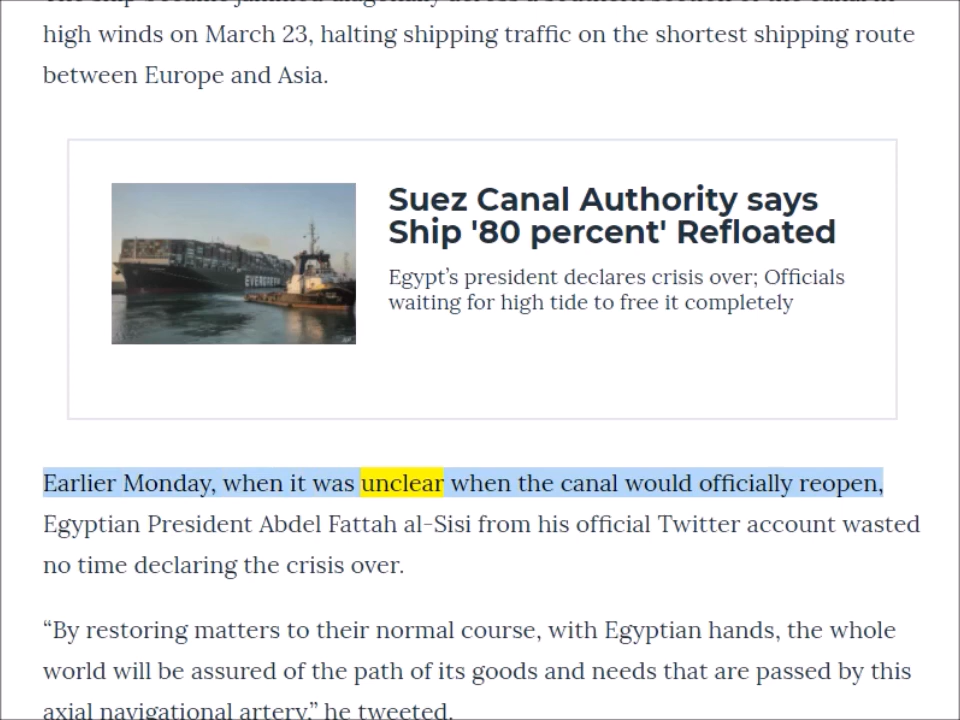 high winds on March 23, halting shipping traffic on the shortest shipping route
between Europe and Asia.
Suez Canal Authority says
Ship '80 percent' Refloated
Egypt’s president declares crisis over; Officials
waiting for high tide to free it completely
Earlier Monday, when it was unclear when the canal would officially reopen,
Egyptian President Abdel Fattah al-Sisi from his official Twitter account wasted
no time declaring the crisis over.
“By restoring matters to their normal course, with Egyptian hands, the whole
world will be assured of the path of its goods and needs that are passed by this
axial navigational artery,” he tweeted.